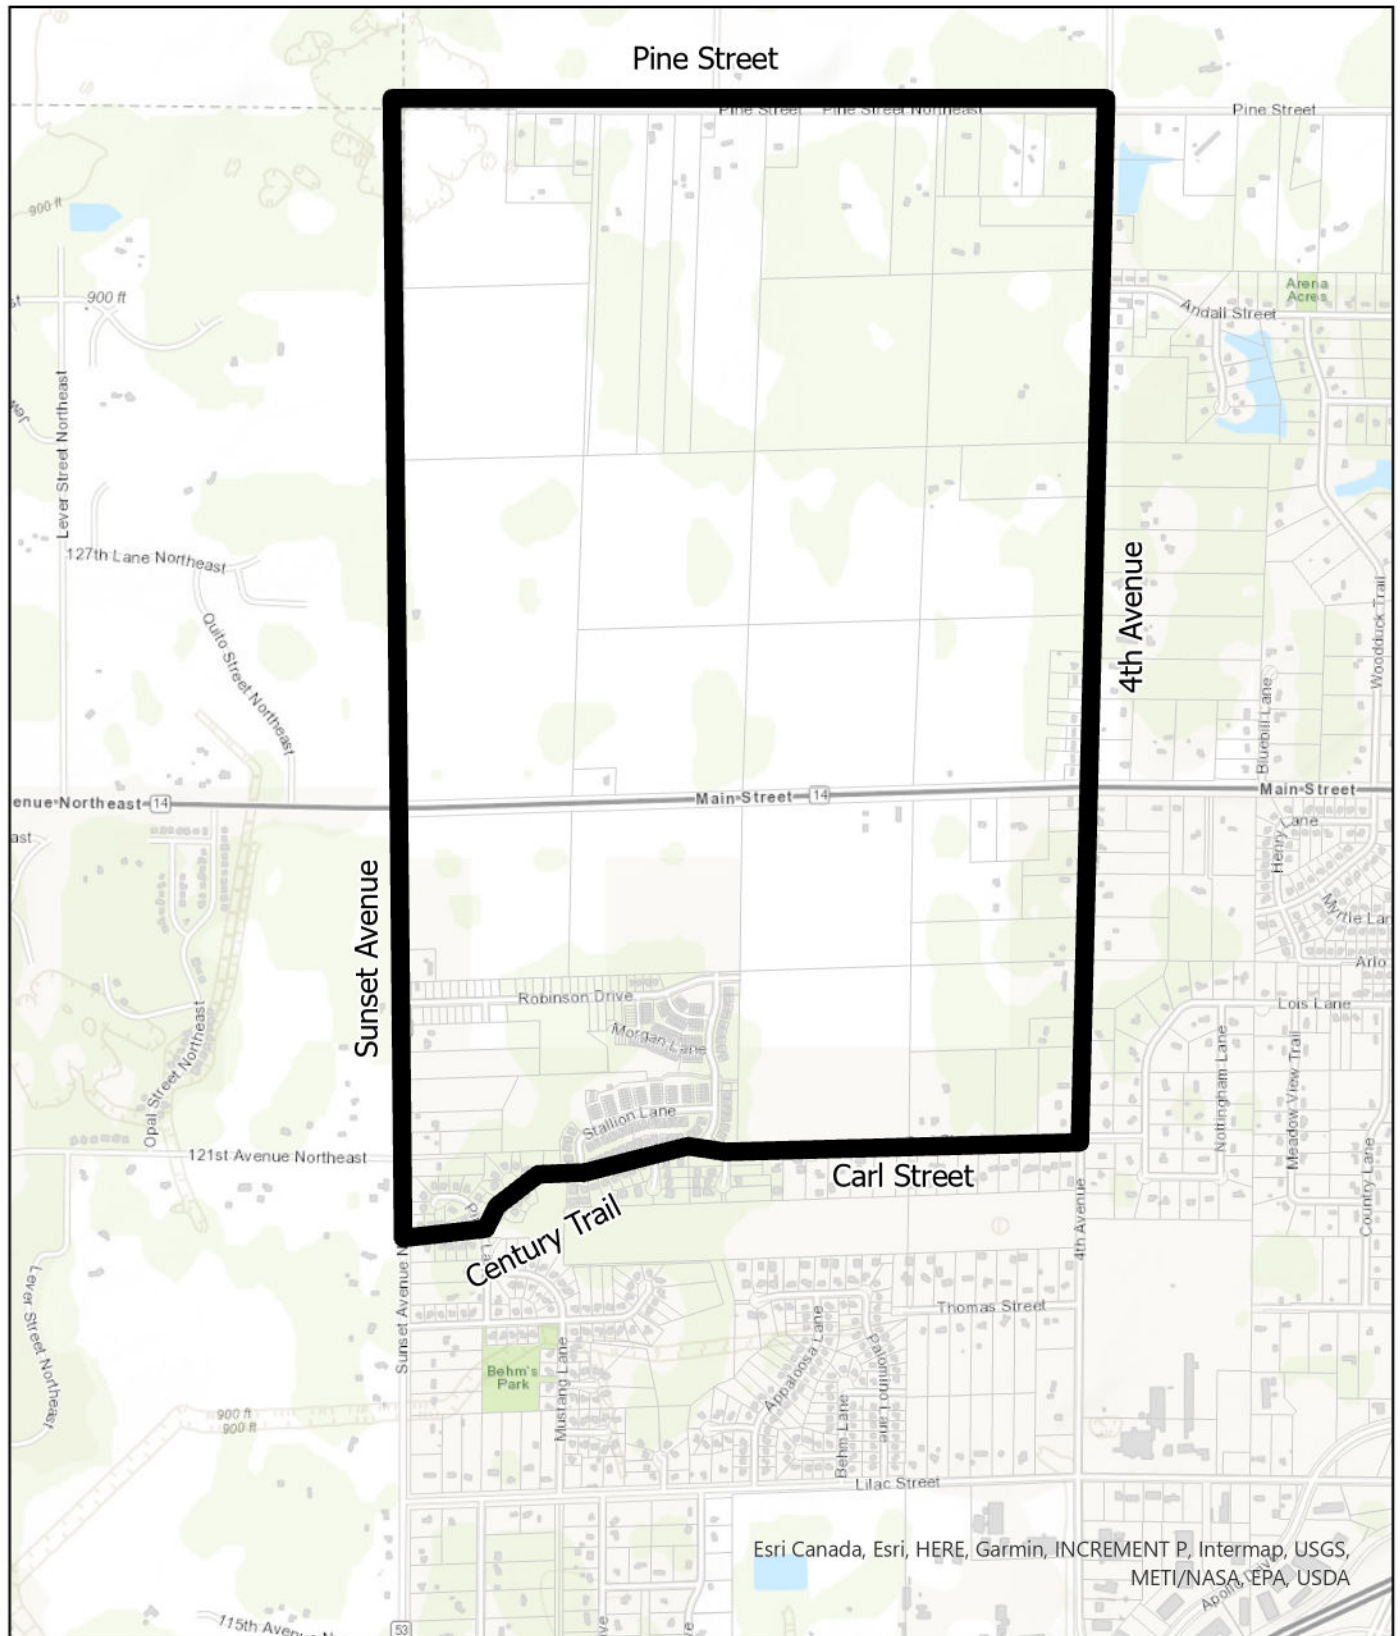 Pine Street
Pine Street
Pine Street Northeast
Pine Street
900 ft
Arena
Acres
900 ft
Andall Street
Lever Street Northeast
127th Lane Northeast
4th Avenue
Woodduck Trail
Quito Street Northeast
Bluebill Lane
enue Northeast
14
Main Street
14
Main Street
ast
Henry Lane
Myrtle Lan
Sunset Avenue
Arlo
Robinson Drive
Lois Lane
Morgan Lane
Opal Street Northeast
Nottingham Lane
Meadow View Trail
Stallion Lane
121st Avenue Northeast
Carl Street
Country Lane
Century Trail
4th Avenue
Sunset Avenue N
Lever Street Northeast
Thomas Street
Appaloosa Lane
Palomino Lane
Behm's
Park
Mustang Lane
900 ft
900 ft
Behm Lane
Lilac Street
Esri Canada, Esri, HERE, Garmin, INCREMENT P, Intermap, USGS,
METI/NASA, EPA, USDA
Apollo Drive
115th Avenue N
53
ve
ve